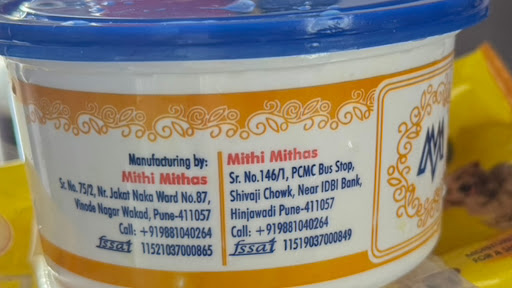 Manufacturing by:
Mithi Mithas
Sr. No. 75/2, Nr. Jakat Naka Ward No.87,
Vinode Nagar Wakad, Pune-411057
Call: +919881040264
fssai 11521037000865
Mithi Mithas
Sr. No.146/1, PCMC Bus Stop,
Shivaji Chowk, Near IDBI Bank,
Hinjawadi Pune-411057
Call: +919881040264
fssai 11519037000849
FOR A